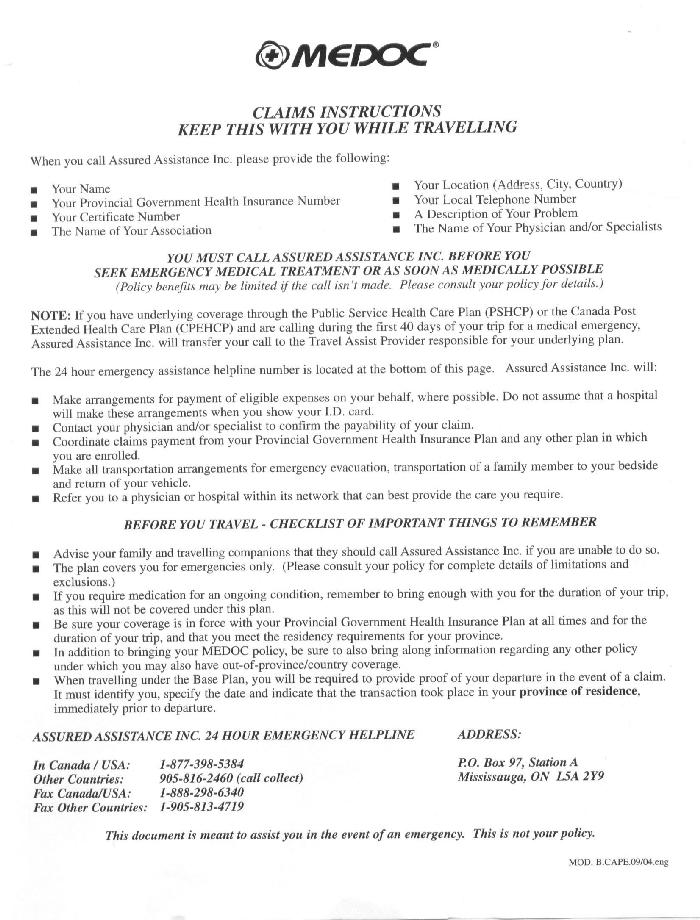 MEDOC®
CLAIMS INSTRUCTIONS
KEEP THIS WITH YOU WHILE TRAVELLING
When you call Assured Assistance Inc. please provide the following:
■ Your Name
■ Your Provincial Government Health Insurance Number
■ Your Certificate Number
■ The Name of Your Association
■ Your Location (Address, City, Country)
■ Your Local Telephone Number
■ A Description of Your Problem
■ The Name of Your Physician and/or Specialists
YOU MUST CALL ASSURED ASSISTANCE INC. BEFORE YOU
SEEK EMERGENCY MEDICAL TREATMENT OR AS SOON AS MEDICALLY POSSIBLE
(Policy benefits may be limited if the call isn't made. Please consult your policy for details.)
NOTE: If you have underlying coverage through the Public Service Health Care Plan (PSHCP) or the Canada Post
Extended Health Care Plan (CPEHCP) and are calling during the first 40 days of your trip for a medical emergency,
Assured Assistance Inc. will transfer your call to the Travel Assist Provider responsible for your underlying plan.
The 24 hour emergency assistance helpline number is located at the bottom of this page. Assured Assistance Inc. will:
■ Make arrangements for payment of eligible expenses on your behalf, where possible. Do not assume that a hospital
will make these arrangements when you show your I.D. card.
■ Contact your physician and/or specialist to confirm the payability of your claim.
■ Coordinate claims payment from your Provincial Government Health Insurance Plan and any other plan in which
you are enrolled.
■ Make all transportation arrangements for emergency evacuation, transportation of a family member to your bedside
and return of your vehicle.
■ Refer you to a physician or hospital within its network that can best provide the care you require.
BEFORE YOU TRAVEL - CHECKLIST OF IMPORTANT THINGS TO REMEMBER
■ Advise your family and travelling companions that they should call Assured Assistance Inc. if you are unable to do so.
■ The plan covers you for emergencies only. (Please consult your policy for complete details of limitations and
exclusions.)
■ If you require medication for an ongoing condition, remember to bring enough with you for the duration of your trip,
as this will not be covered under this plan.
■ Be sure your coverage is in force with your Provincial Government Health Insurance Plan at all times and for the
duration of your trip, and that you meet the residency requirements for your province.
■ In addition to bringing your MEDOC policy, be sure to also bring along information regarding any other policy
under which you may also have out-of-province/country coverage.
■ When travelling under the Base Plan, you will be required to provide proof of your departure in the event of a claim.
It must identify you, specify the date and indicate that the transaction took place in your province of residence,
immediately prior to departure.
ASSURED ASSISTANCE INC. 24 HOUR EMERGENCY HELPLINE
In Canada / USA: 1-877-398-5384
Other Countries: 905-816-2460 (call collect)
Fax Canada/USA: 1-888-298-6340
Fax Other Countries: 1-905-813-4719
ADDRESS:
P.O. Box 97, Station A
Mississauga, ON L5A 2Y9
This document is meant to assist you in the event of an emergency. This is not your policy.
MOD. B.CAPE.09/04.eng